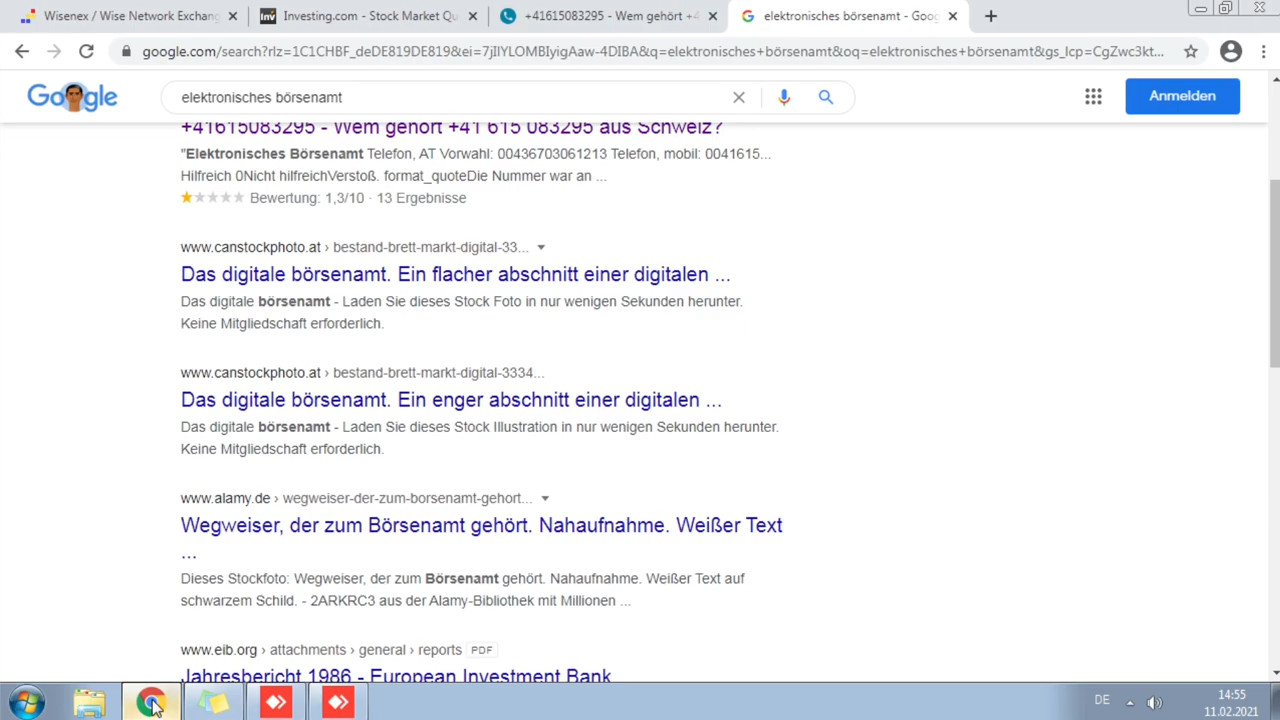 Wisenex / Wise Network Exchang
Investing.com - Stock Market Qu
+41615083295 - Wem gehört +4
elektronisches börsenamt - Goog
google.com/search?rlz=1C1CHBF_deDE819DE819&ei=7jIlYLOMBIyigAaw-4DIBA&q=elektronisches+börsenamt&oq=elektronisches+börsenamt&gs_lcp=CgZwc3kt...
Google
elektronisches börsenamt
Anmelden
+41615083295 - Wem gehört +41 615 083295 aus Schweiz?
"Elektronisches Börsenamt Telefon, AT Vorwahl: 00436703061213 Telefon, mobil: 0041615...
Hilfreich 0Nicht hilfreichVerstoß. format_quoteDie Nummer war an ...
Bewertung: 1,3/10 · 13 Ergebnisse
www.canstockphoto.at › bestand-brett-markt-digital-33...
Das digitale börsenamt. Ein flacher abschnitt einer digitalen ...
Das digitale börsenamt - Laden Sie dieses Stock Foto in nur wenigen Sekunden herunter.
Keine Mitgliedschaft erforderlich.
www.canstockphoto.at › bestand-brett-markt-digital-3334...
Das digitale börsenamt. Ein enger abschnitt einer digitalen ...
Das digitale börsenamt - Laden Sie dieses Stock Illustration in nur wenigen Sekunden herunter.
Keine Mitgliedschaft erforderlich.
www.alamy.de › wegweiser-der-zum-borsenamt-gehort...
Wegweiser, der zum Börsenamt gehört. Nahaufnahme. Weißer Text
...
Dieses Stockfoto: Wegweiser, der zum Börsenamt gehört. Nahaufnahme. Weißer Text auf
schwarzem Schild. - 2ARKRC3 aus der Alamy-Bibliothek mit Millionen ...
www.eib.org › attachments › general › reports PDF
Jahresbericht 1986 - European Investment Bank
DE
14:55
11.02.2021